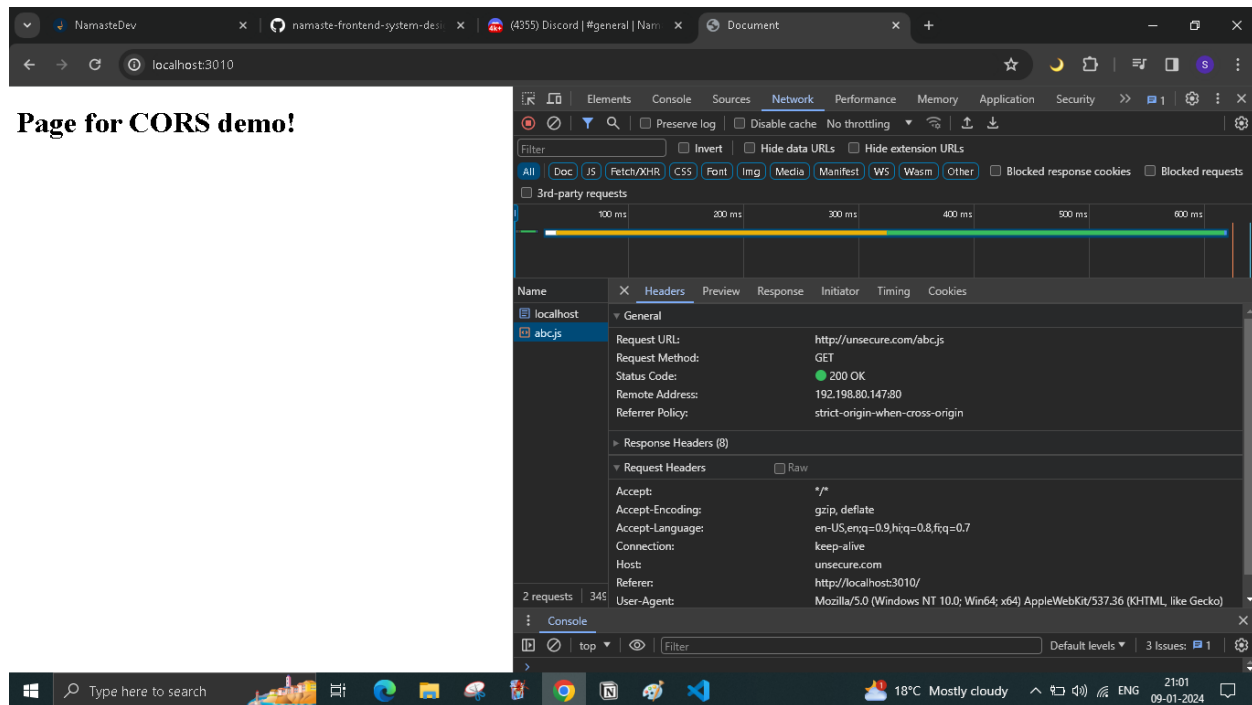 NamasteDev
namaste-frontend-system-desi
(4355) Discord | #general | Nam
Document
localhost:3010
S
Page for CORS demo!
Elements Console Sources Network Performance Memory Application Security 1
Preserve log Disable cache No throttling
Filter Invert Hide data URLs Hide extension URLs
All Doc JS Fetch/XHR CSS Font Img Media Manifest WS Wasm Other Blocked response cookies Blocked requests
3rd-party requests
100 ms 200 ms 300 ms 400 ms 500 ms 600 ms
Name Headers Preview Response Initiator Timing Cookies
localhost
abc.js
General
Request URL: http://unsecure.com/abc.js
Request Method: GET
Status Code: 200 OK
Remote Address: 192.198.80.147:80
Referrer Policy: strict-origin-when-cross-origin
Response Headers (8)
Request Headers Raw
Accept: */*
Accept-Encoding: gzip, deflate
Accept-Language: en-US,en;q=0.9,hi;q=0.8,fi;q=0.7
Connection: keep-alive
Host: unsecure.com
Referer: http://localhost:3010/
User-Agent: Mozilla/5.0 (Windows NT 10.0; Win64; x64) AppleWebKit/537.36 (KHTML, like Gecko)
2 requests 349
Console
top Filter Default levels 3 Issues: 1
Type here to search
18°C Mostly cloudy ENG
21:01
09-01-2024